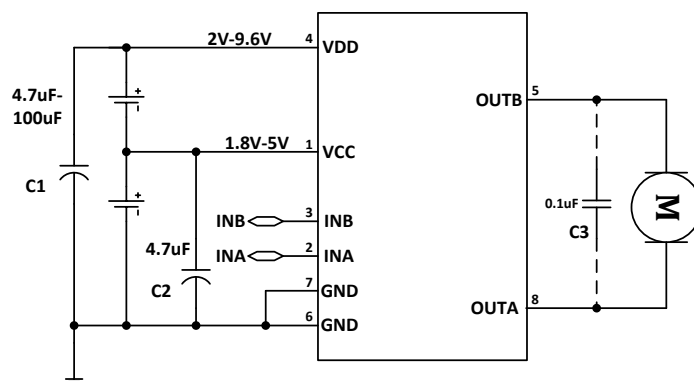 2V-9.6V
4
VDD
4.7uF-
100uF
C1
+
1.8V-5V
1
VCC
+
INB
3
INB
INA
2
INA
4.7uF
C2
7
GND
6
GND
5
OUTB
0.1uF
C3
M
OUTA
8